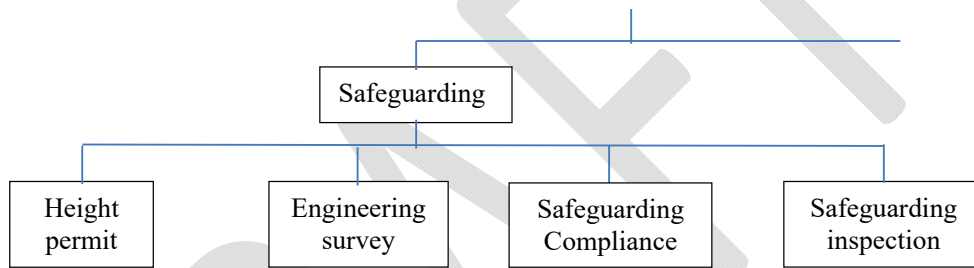 Safeguarding
Height
permit
Engineering
survey
Safeguarding
Compliance
Safeguarding
inspection